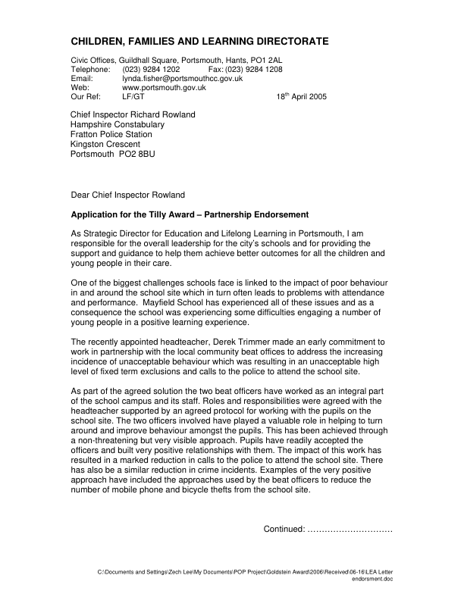 CHILDREN, FAMILIES AND LEARNING DIRECTORATE
Civic Offices, Guildhall Square, Portsmouth, Hants, PO1 2AL
Telephone: (023) 9284 1202 Fax: (023) 9284 1208
Email: lynda.fisher@portsmouthcc.gov.uk
Web: www.portsmouth.gov.uk
Our Ref: LF/GT 18th April 2005
Chief Inspector Richard Rowland
Hampshire Constabulary
Fratton Police Station
Kingston Crescent
Portsmouth PO2 8BU
Dear Chief Inspector Rowland
Application for the Tilly Award – Partnership Endorsement
As Strategic Director for Education and Lifelong Learning in Portsmouth, I am
responsible for the overall leadership for the city's schools and for providing the
support and guidance to help them achieve better outcomes for all the children and
young people in their care.
One of the biggest challenges schools face is linked to the impact of poor behaviour
in and around the school site which in turn often leads to problems with attendance
and performance. Mayfield School has experienced all of these issues and as a
consequence the school was experiencing some difficulties engaging a number of
young people in a positive learning experience.
The recently appointed headteacher, Derek Trimmer made an early commitment to
work in partnership with the local community beat offices to address the increasing
incidence of unacceptable behaviour which was resulting in an unacceptable high
level of fixed term exclusions and calls to the police to attend the school site.
As part of the agreed solution the two beat officers have worked as an integral part
of the school campus and its staff. Roles and responsibilities were agreed with the
headteacher supported by an agreed protocol for working with the pupils on the
school site. The two officers involved have played a valuable role in helping to turn
around and improve behaviour amongst the pupils. This has been achieved through
a non-threatening but very visible approach. Pupils have readily accepted the
officers and built very positive relationships with them. The impact of this work has
resulted in a marked reduction in calls to the police to attend the school site. There
has also be a similar reduction in crime incidents. Examples of the very positive
approach have included the approaches used by the beat officers to reduce the
number of mobile phone and bicycle thefts from the school site.
Continued: …………………………
C:\Documents and Settings\Zech Lee\My Documents\POP Project\Goldstein Award\2006\Received\06-16\LEA Letter
endorsment.doc